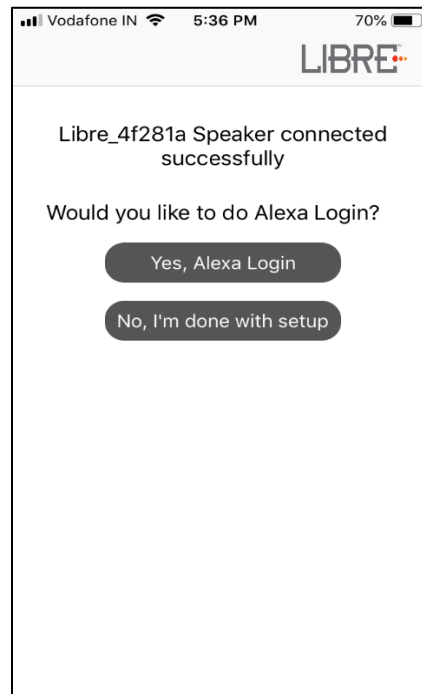 Vodafone IN 5:36 PM 70%
LIBRE
Libre_4f281a Speaker connected
successfully
Would you like to do Alexa Login?
Yes, Alexa Login
No, I'm done with setup